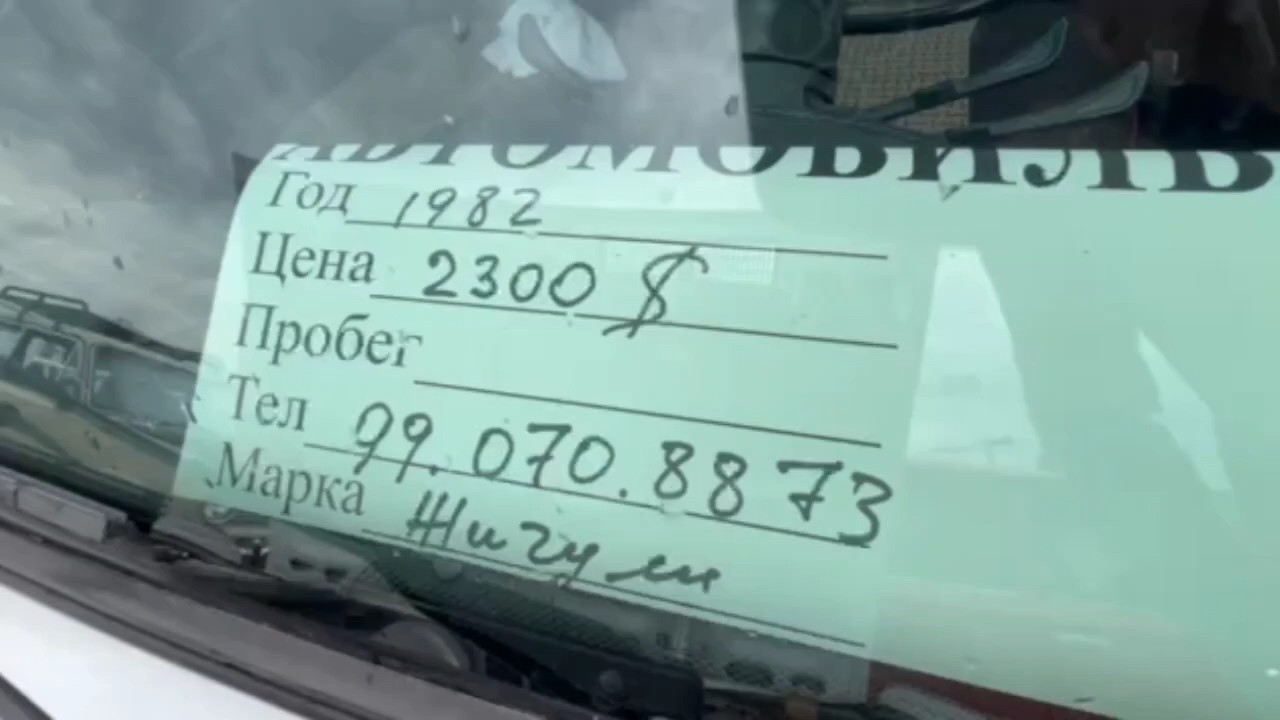 АВТОМОБИЛЬ
Год 1982
Цена 2300 $
Пробег
Тел 99.070.8873
Марка Жигули